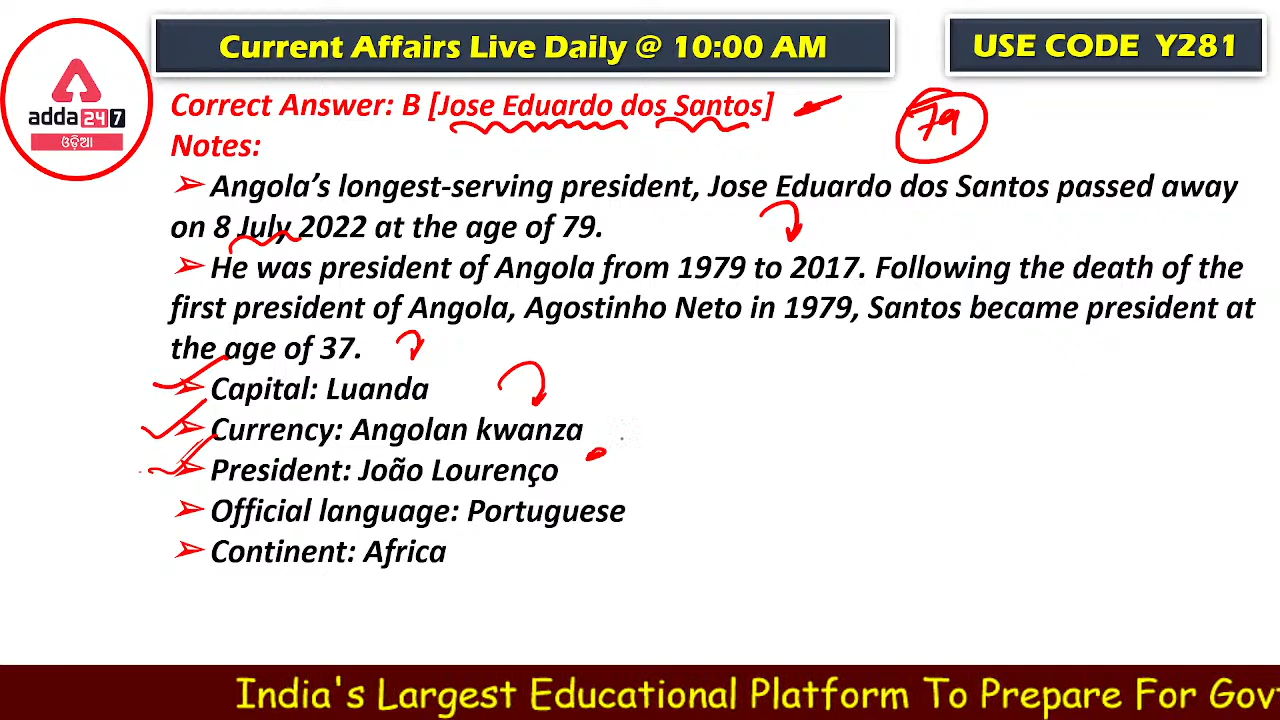 Current Affairs Live Daily @ 10:00 AM
USE CODE Y281
adda 24 7
ଓଡ଼ିଆ
Correct Answer: B [Jose Eduardo dos Santos]
79
Notes:
➢ Angola’s longest-serving president, Jose Eduardo dos Santos passed away
on 8 July 2022 at the age of 79.
➢ He was president of Angola from 1979 to 2017. Following the death of the
first president of Angola, Agostinho Neto in 1979, Santos became president at
the age of 37.
➢ Capital: Luanda
➢ Currency: Angolan kwanza
➢ President: João Lourenço
➢ Official language: Portuguese
➢ Continent: Africa
India's Largest Educational Platform To Prepare For Gov